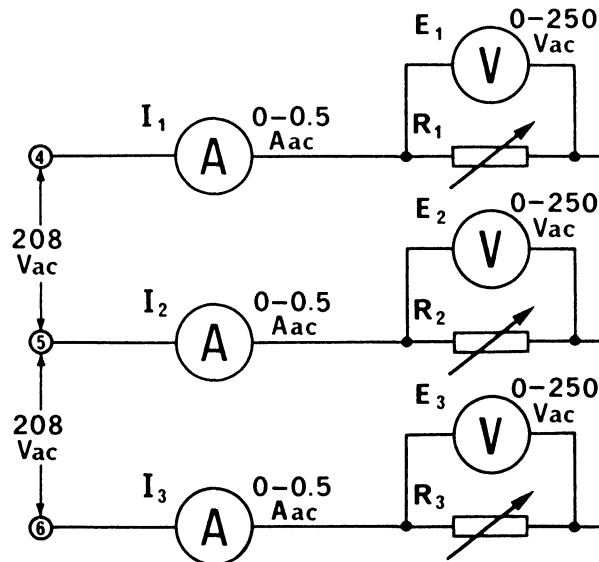 E1 0-250 Vac
V
I1 0-0.5 Aac
A
R1
4
208 Vac
E2 0-250 Vac
V
I2 0-0.5 Aac
A
R2
5
208 Vac
E3 0-250 Vac
V
I3 0-0.5 Aac
A
R3
6